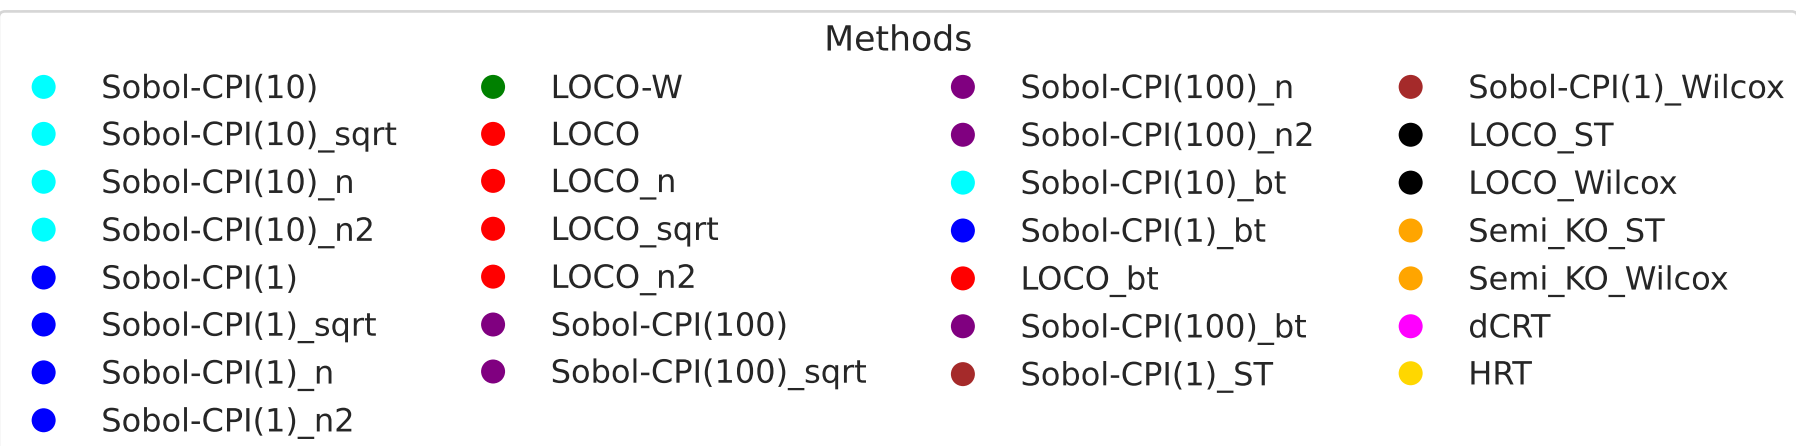 Methods
Sobol-CPI(10)
Sobol-CPI(10)_sqrt
Sobol-CPI(10)_n
Sobol-CPI(10)_n2
Sobol-CPI(1)
Sobol-CPI(1)_sqrt
Sobol-CPI(1)_n
Sobol-CPI(1)_n2
LOCO-W
LOCO
LOCO_n
LOCO_sqrt
LOCO_n2
Sobol-CPI(100)
Sobol-CPI(100)_sqrt
Sobol-CPI(100)_n
Sobol-CPI(100)_n2
Sobol-CPI(10)_bt
Sobol-CPI(1)_bt
LOCO_bt
Sobol-CPI(100)_bt
Sobol-CPI(1)_ST
Sobol-CPI(1)_Wilcox
LOCO_ST
LOCO_Wilcox
Semi_KO_ST
Semi_KO_Wilcox
dCRT
HRT